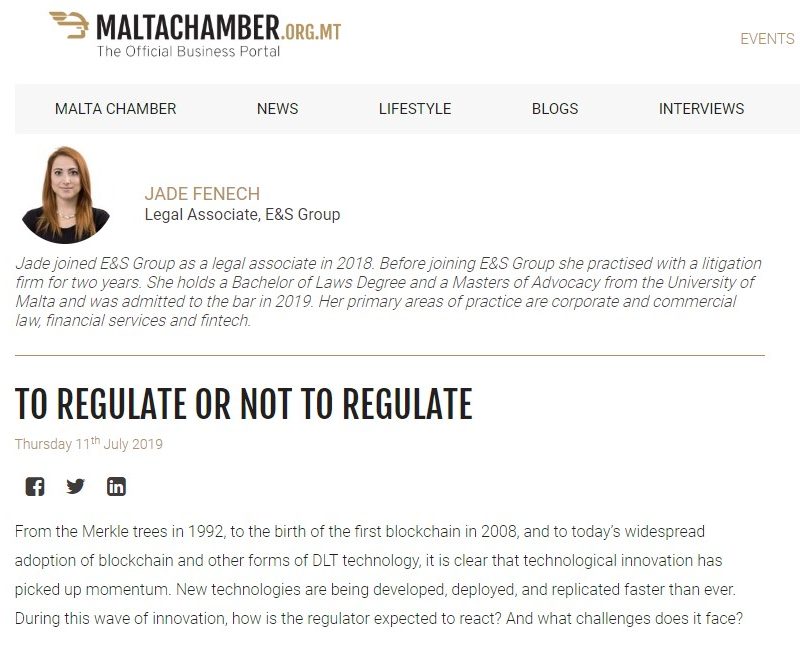 MALTACHAMBER.ORG.MT
The Official Business Portal
EVENTS
MALTA CHAMBER NEWS LIFESTYLE BLOGS INTERVIEWS
JADE FENECH
Legal Associate, E&S Group
Jade joined E&S Group as a legal associate in 2018. Before joining E&S Group she practised with a litigation
firm for two years. She holds a Bachelor of Laws Degree and a Masters of Advocacy from the University of
Malta and was admitted to the bar in 2019. Her primary areas of practice are corporate and commercial
law, financial services and fintech.
TO REGULATE OR NOT TO REGULATE
Thursday 11th July 2019
From the Merkle trees in 1992, to the birth of the first blockchain in 2008, and to today’s widespread
adoption of blockchain and other forms of DLT technology, it is clear that technological innovation has
picked up momentum. New technologies are being developed, deployed, and replicated faster than ever.
During this wave of innovation, how is the regulator expected to react? And what challenges does it face?